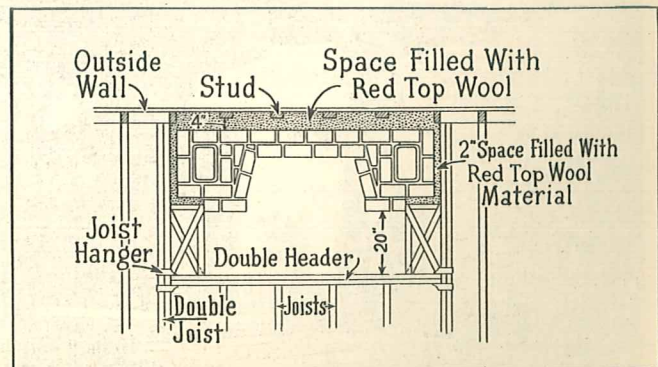 Outside
Wall
Stud
Space Filled With
Red Top Wool
4"
2" Space Filled With
Red Top Wool
Material
Joist
Hanger
Double Header
20"
Double
Joist
Joists